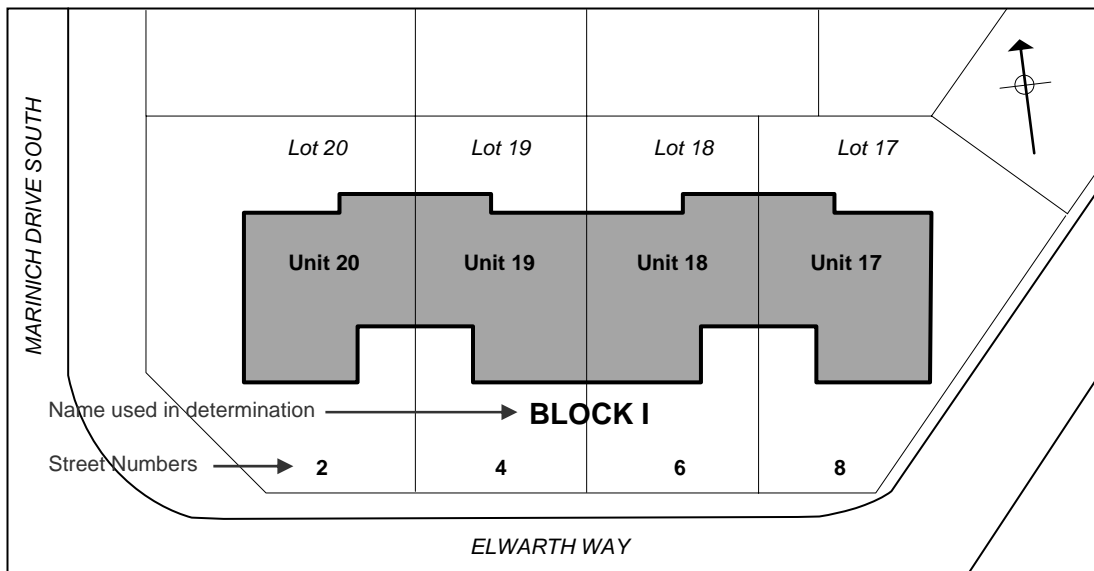 MARINICH DRIVE SOUTH
Lot 20 Lot 19 Lot 18 Lot 17
Unit 20 Unit 19 Unit 18 Unit 17
Name used in determination BLOCK I
Street Numbers 2 4 6 8
ELWARTH WAY